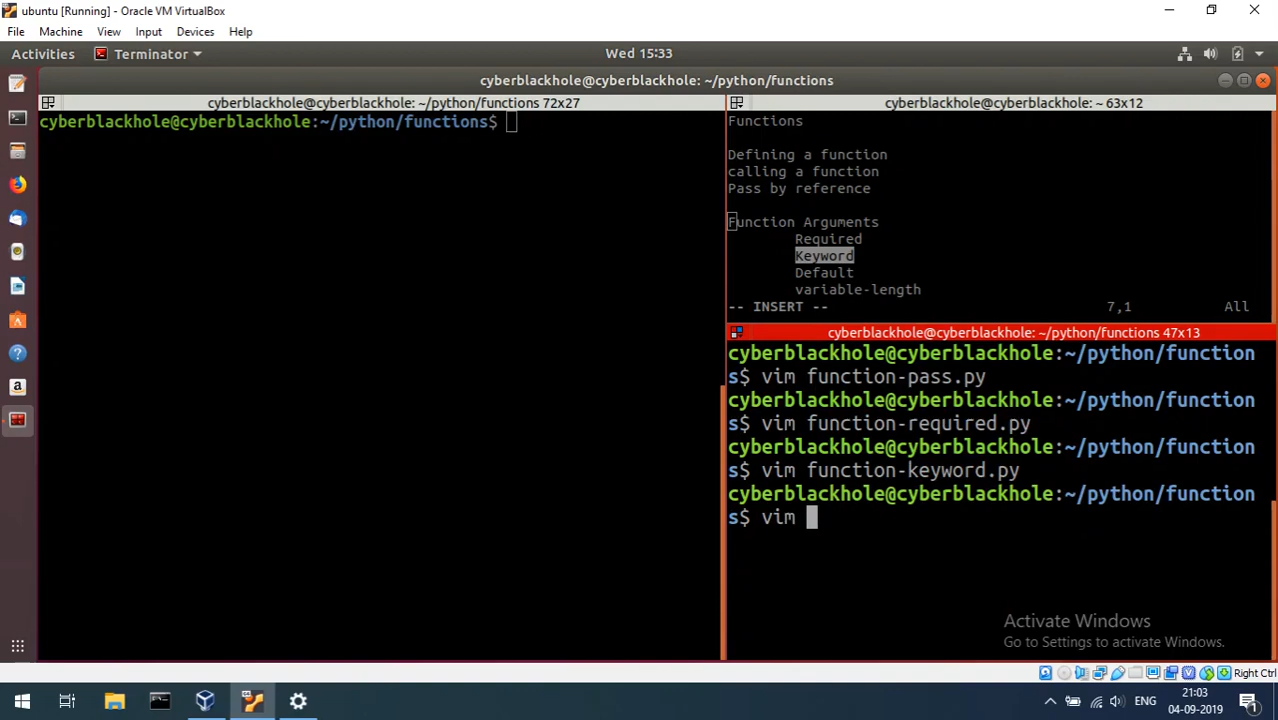 ubuntu [Running] - Oracle VM VirtualBox
File Machine View Input Devices Help
Activities Terminator Wed 15:33
cyberblackhole@cyberblackhole: ~/python/functions
cyberblackhole@cyberblackhole: ~/python/functions 72x27
cyberblackhole@cyberblackhole:~/python/functions$
cyberblackhole@cyberblackhole: ~ 63x12
Functions
Defining a function
calling a function
Pass by reference
Function Arguments
Required
Keyword
Default
variable-length
-- INSERT -- 7,1 All
cyberblackhole@cyberblackhole: ~/python/functions 47x13
cyberblackhole@cyberblackhole:~/python/function
s$ vim function-pass.py
cyberblackhole@cyberblackhole:~/python/function
s$ vim function-required.py
cyberblackhole@cyberblackhole:~/python/function
s$ vim function-keyword.py
cyberblackhole@cyberblackhole:~/python/function
s$ vim
Activate Windows
Go to Settings to activate Windows.
Right Ctrl
ENG
21:03
04-09-2019
1